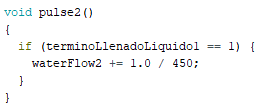 void pulse2()
{
if (terminoLlenadoLiquido1 == 1) {
waterFlow2 += 1.0 / 450;
}
}